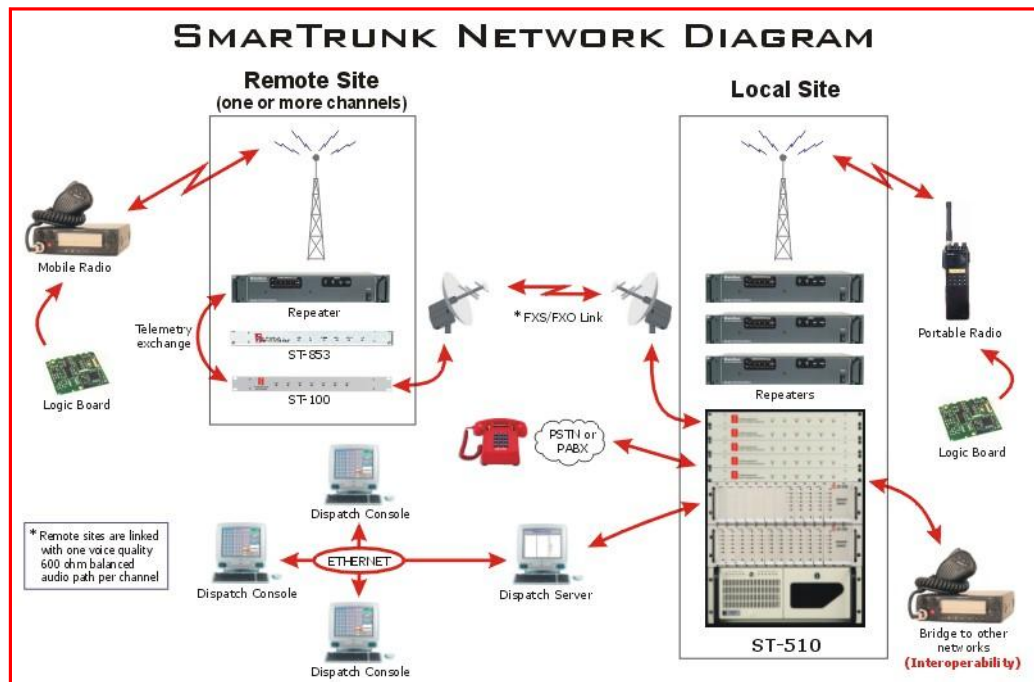 SMARTRUNK NETWORK DIAGRAM
Remote Site
(one or more channels)
Local Site
Mobile Radio
Logic Board
Telemetry
exchange
Repeater
ST-853
ST-100
* FXS/FXO Link
Repeaters
Portable Radio
Logic Board
PSTN or
PABX
Dispatch Console
Dispatch Console
ETHERNET
Dispatch Server
Dispatch Console
* Remote sites are linked
with one voice quality
600 ohm balanced
audio path per channel
ST-510
Bridge to other
networks
(Interoperability)